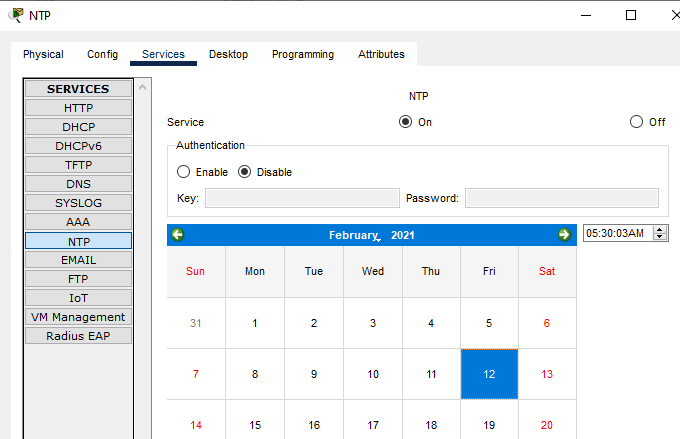 NTP
Physical Config Services Desktop Programming Attributes
SERVICES
HTTP
DHCP
DHCPv6
TFTP
DNS
SYSLOG
AAA
NTP
EMAIL
FTP
IoT
VM Management
Radius EAP
NTP
Service On Off
Authentication
Enable Disable
Key: Password:
February 2021 05:30:03AM
Sun Mon Tue Wed Thu Fri Sat
31 1 2 3 4 5 6
7 8 9 10 11 12 13
14 15 16 17 18 19 20